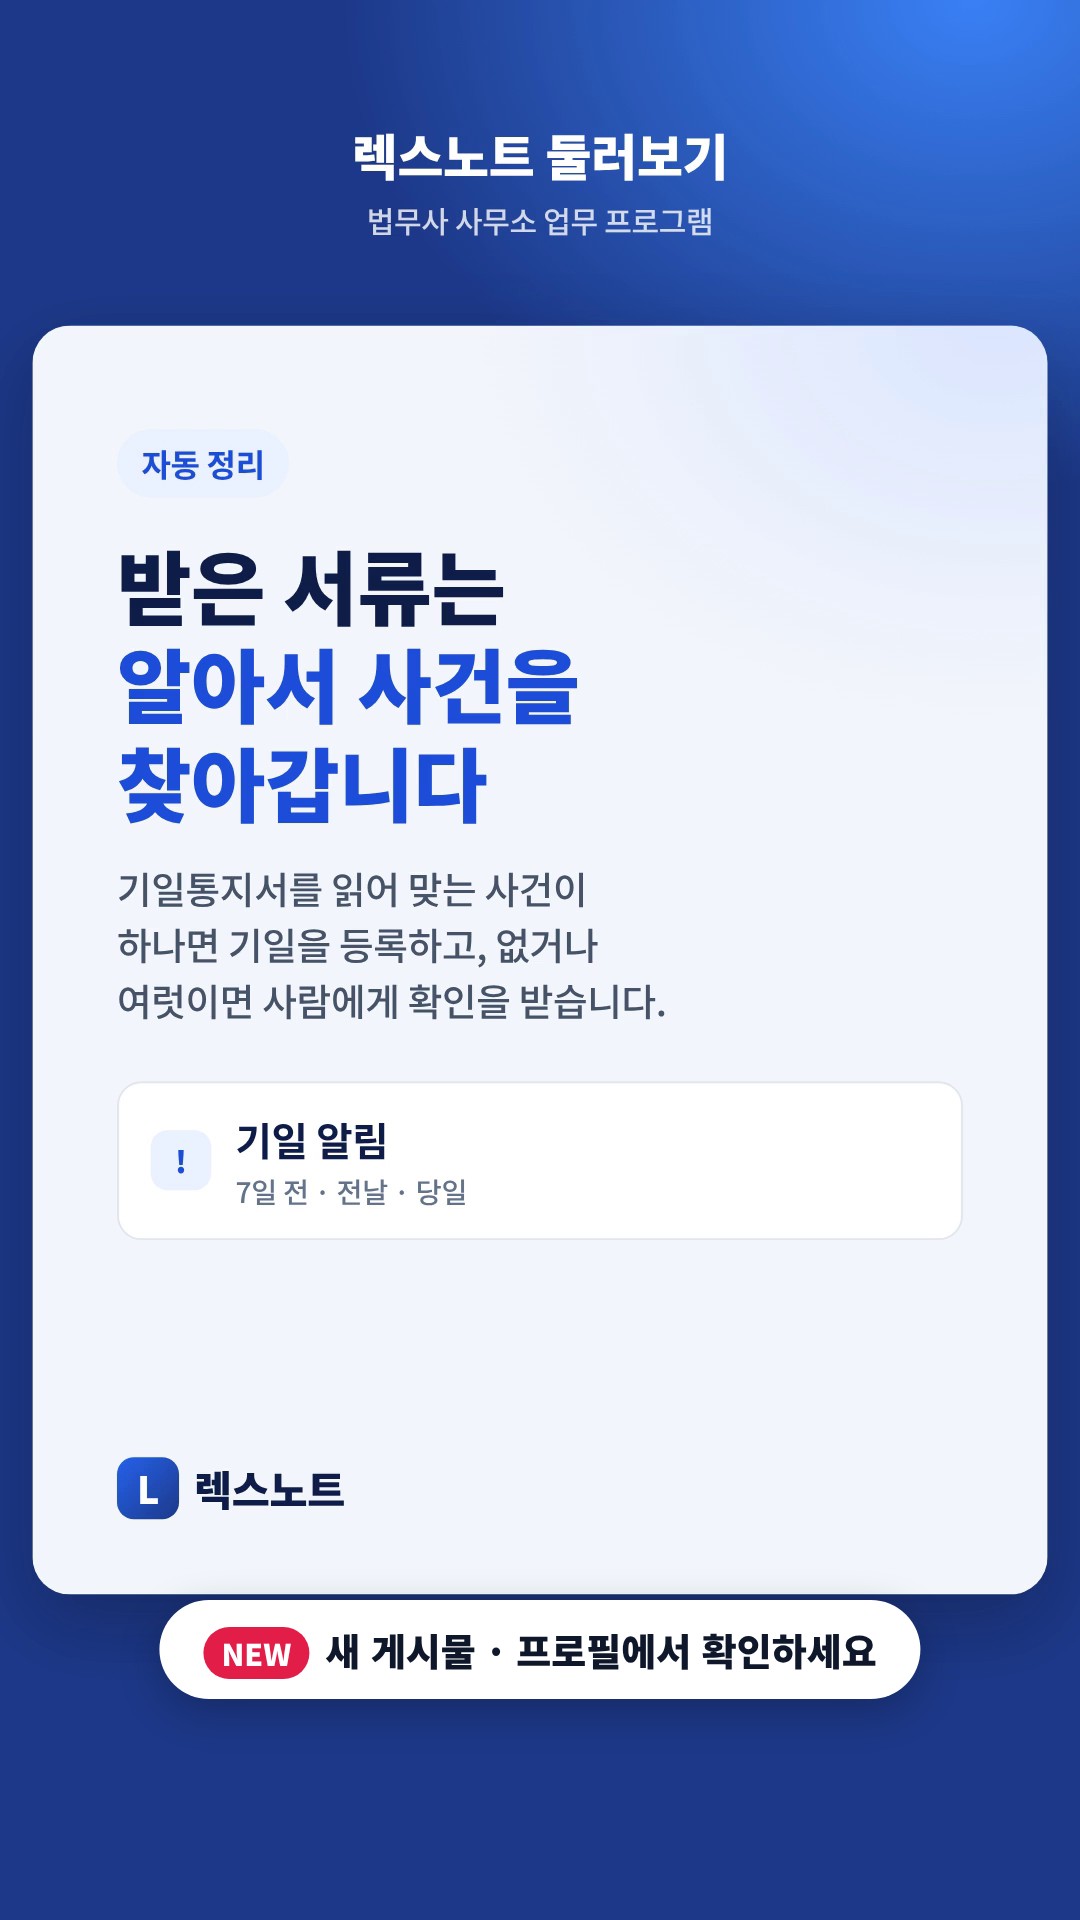 렉스노트 둘러보기
법무사 사무소 업무 프로그램
자동 정리
받은 서류는
알아서 사건을
찾아갑니다
기일통지서를 읽어 맞는 사건이
하나면 기일을 등록하고, 없거나
여럿이면 사람에게 확인을 받습니다.
!
기일 알림
7일 전 · 전날 · 당일
L 렉스노트
NEW 새 게시물 · 프로필에서 확인하세요